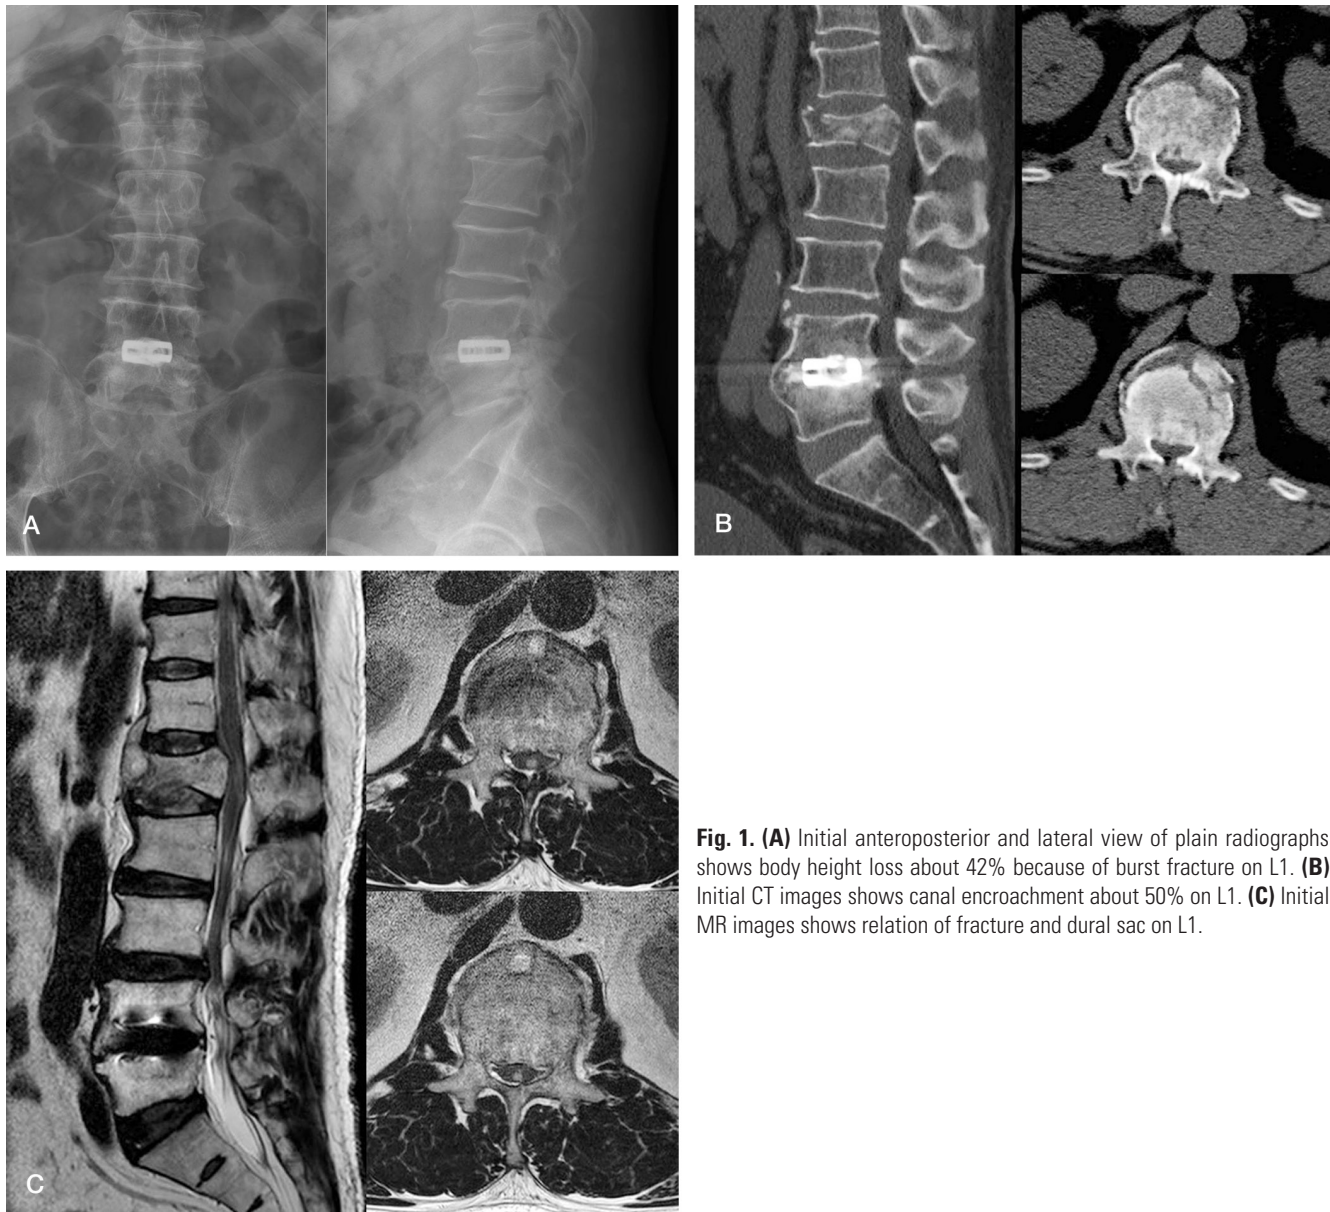 A
B
C
Fig. 1. (A) Initial anteroposterior and lateral view of plain radiographs
shows body height loss about 42% because of burst fracture on L1. (B)
Initial CT images shows canal encroachment about 50% on L1. (C) Initial
MR images shows relation of fracture and dural sac on L1.